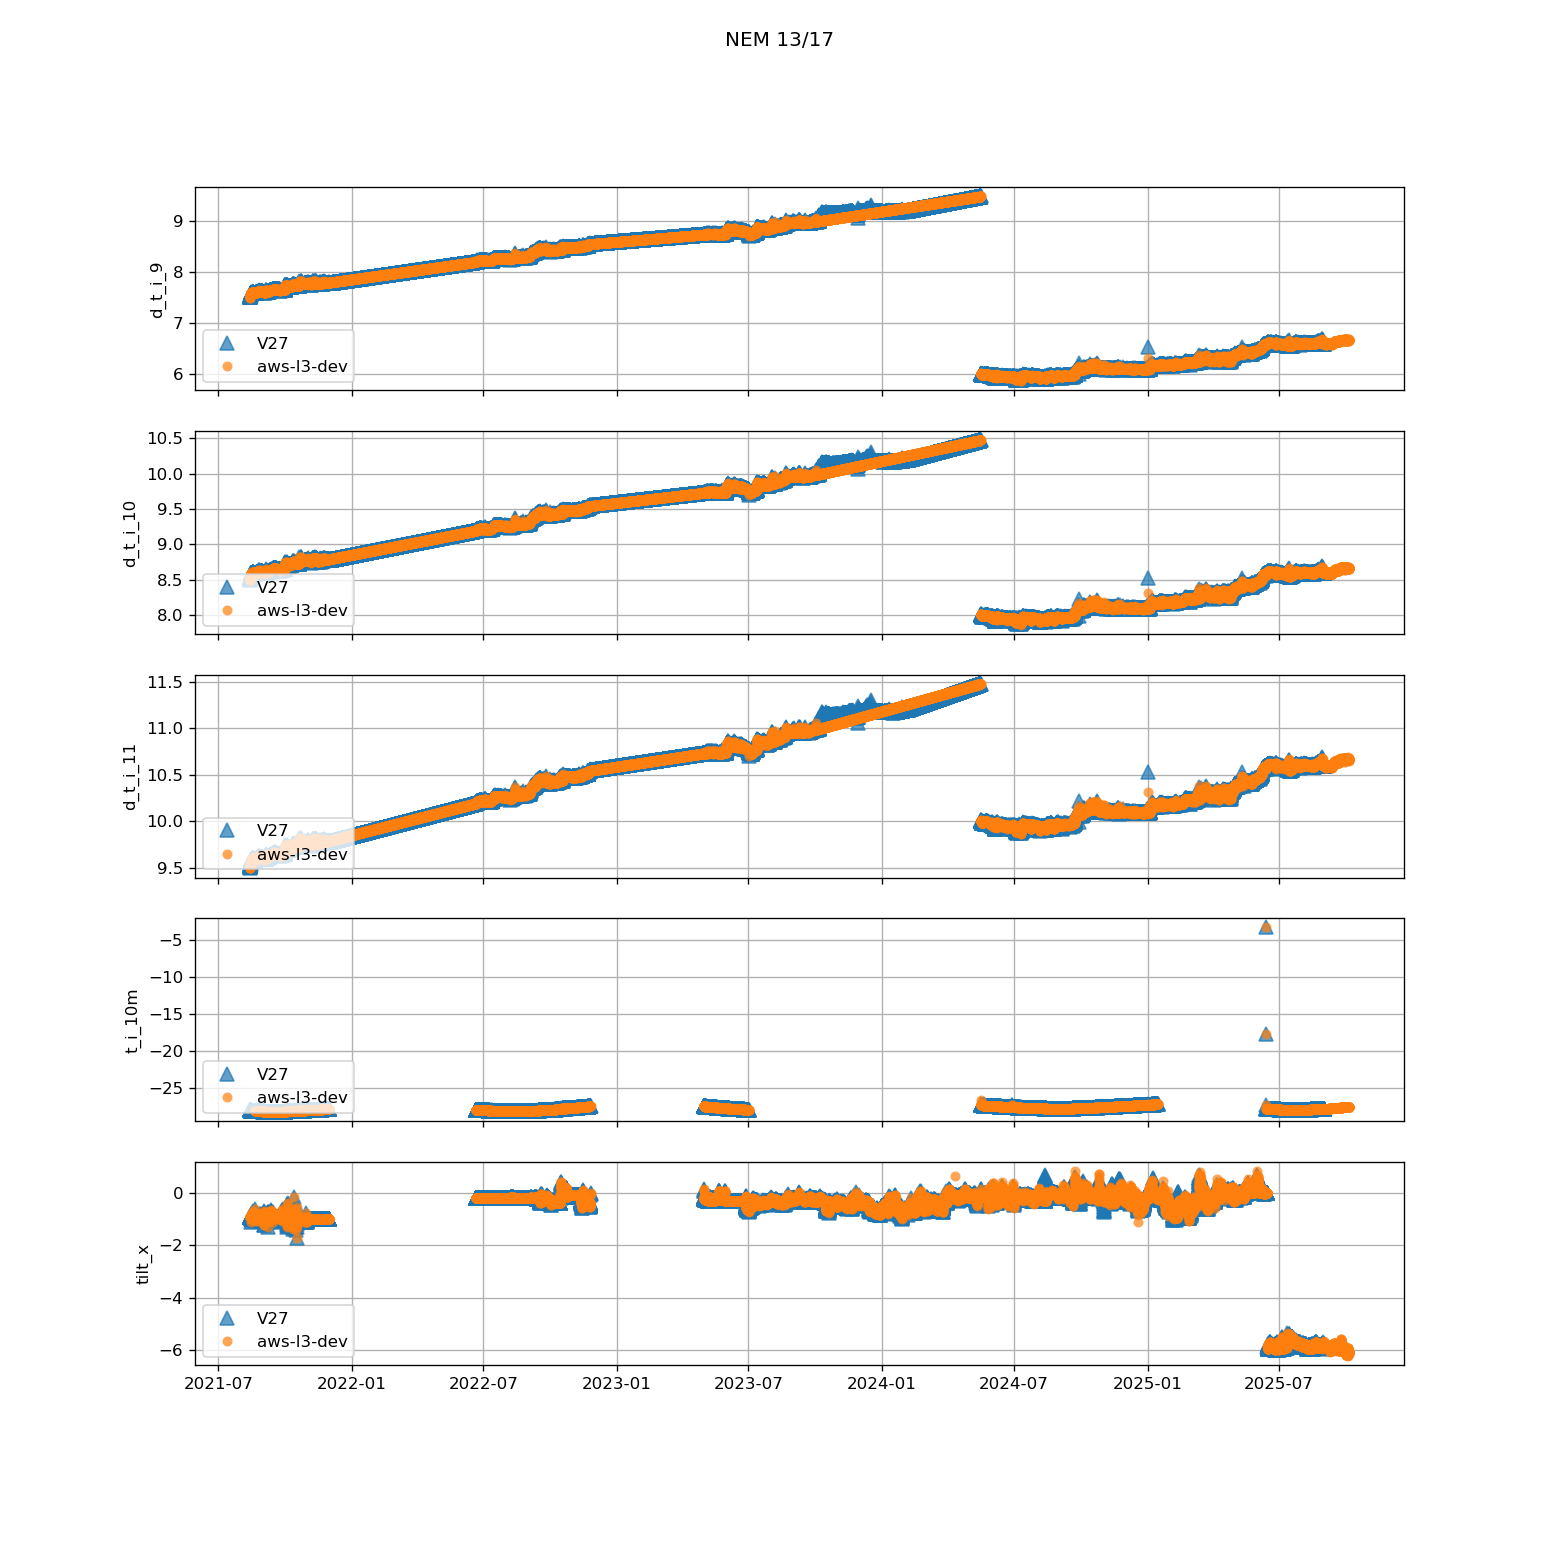 NEM 13/17
d_t_i_9
9
8
7
6
V27
aws-l3-dev
d_t_i_10
10.5
10.0
9.5
9.0
8.5
8.0
V27
aws-l3-dev
d_t_i_11
11.5
11.0
10.5
10.0
9.5
V27
aws-l3-dev
t_i_10m
−5
−10
−15
−20
−25
V27
aws-l3-dev
tilt_x
0
−2
−4
−6
V27
aws-l3-dev
2021-07 2022-01 2022-07 2023-01 2023-07 2024-01 2024-07 2025-01 2025-07